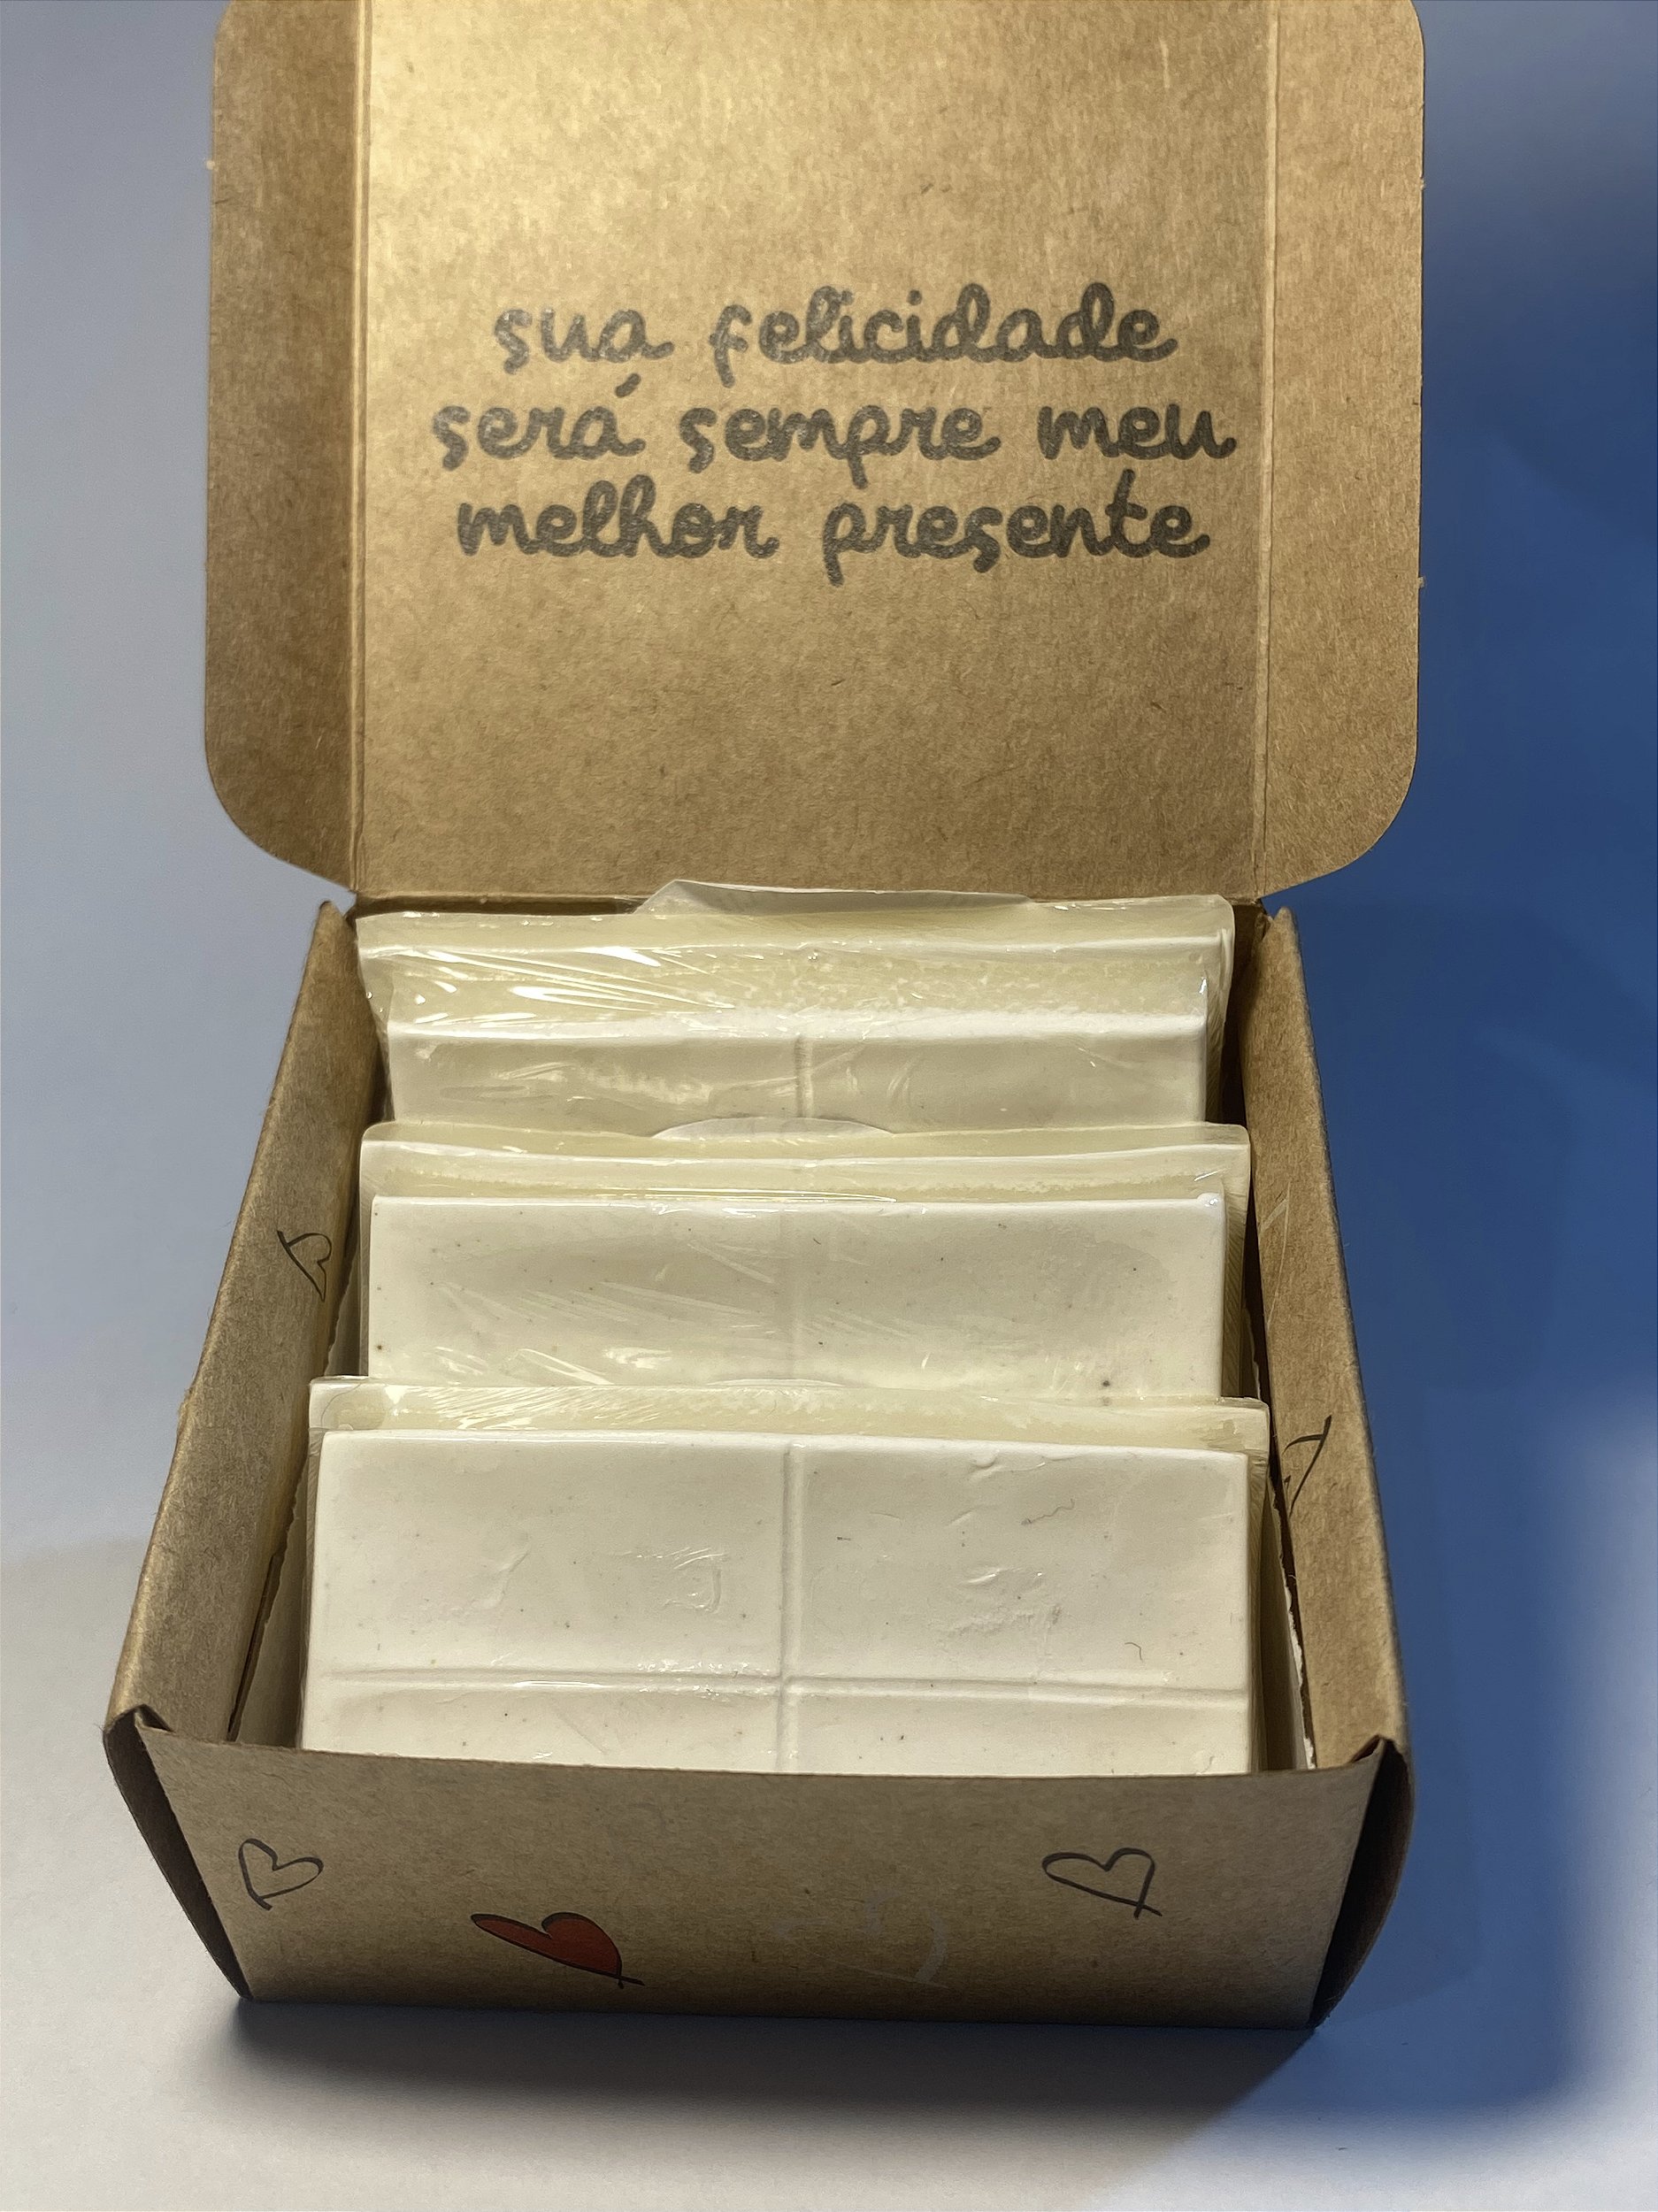 sua felicidade
será sempre meu
melhor presente